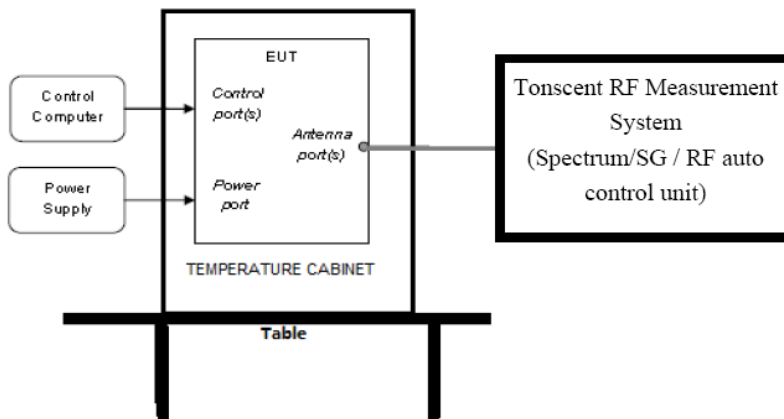 Control
Computer
Power
Supply
EUT
Control
port(s)
Antenna
port(s)
Power
port
TEMPERATURE CABINET
Table
Tonscent RF Measurement
System
(Spectrum/SG / RF auto
control unit)